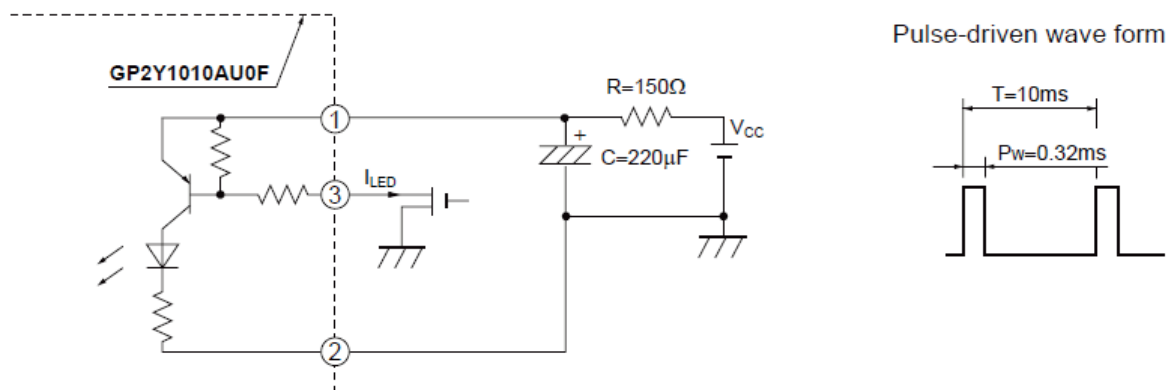 Pulse-driven wave form
GP2Y1010AU0F
R=150Ω
T=10ms
1
VCC
+
C=220μF
PW=0.32ms
ILED
3
2